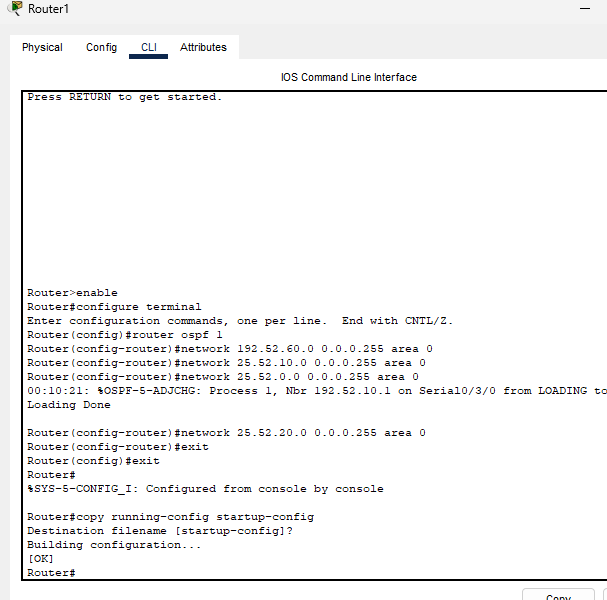 Router1
Physical Config CLI Attributes
IOS Command Line Interface
Press RETURN to get started.
Router>enable
Router#configure terminal
Enter configuration commands, one per line.  End with CNTL/Z.
Router(config)#router ospf 1
Router(config-router)#network 192.52.60.0 0.0.0.255 area 0
Router(config-router)#network 25.52.10.0 0.0.0.255 area 0
Router(config-router)#network 25.52.0.0 0.0.0.255 area 0
00:10:21: %OSPF-5-ADJCHG: Process 1, Nbr 192.52.10.1 on Serial0/3/0 from LOADING to
Loading Done
Router(config-router)#network 25.52.20.0 0.0.0.255 area 0
Router(config-router)#exit
Router(config)#exit
Router#
%SYS-5-CONFIG_I: Configured from console by console
Router#copy running-config startup-config
Destination filename [startup-config]?
Building configuration...
[OK]
Router#
Copy